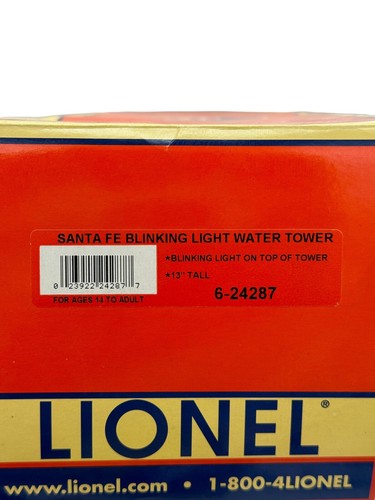 SANTA FE BLINKING LIGHT WATER TOWER
*BLINKING LIGHT ON TOP OF TOWER
*13" TALL
0 23922 24287 7
FOR AGES 14 TO ADULT
6-24287
LIONEL®
www.lionel.com • 1-800-4LIONEL